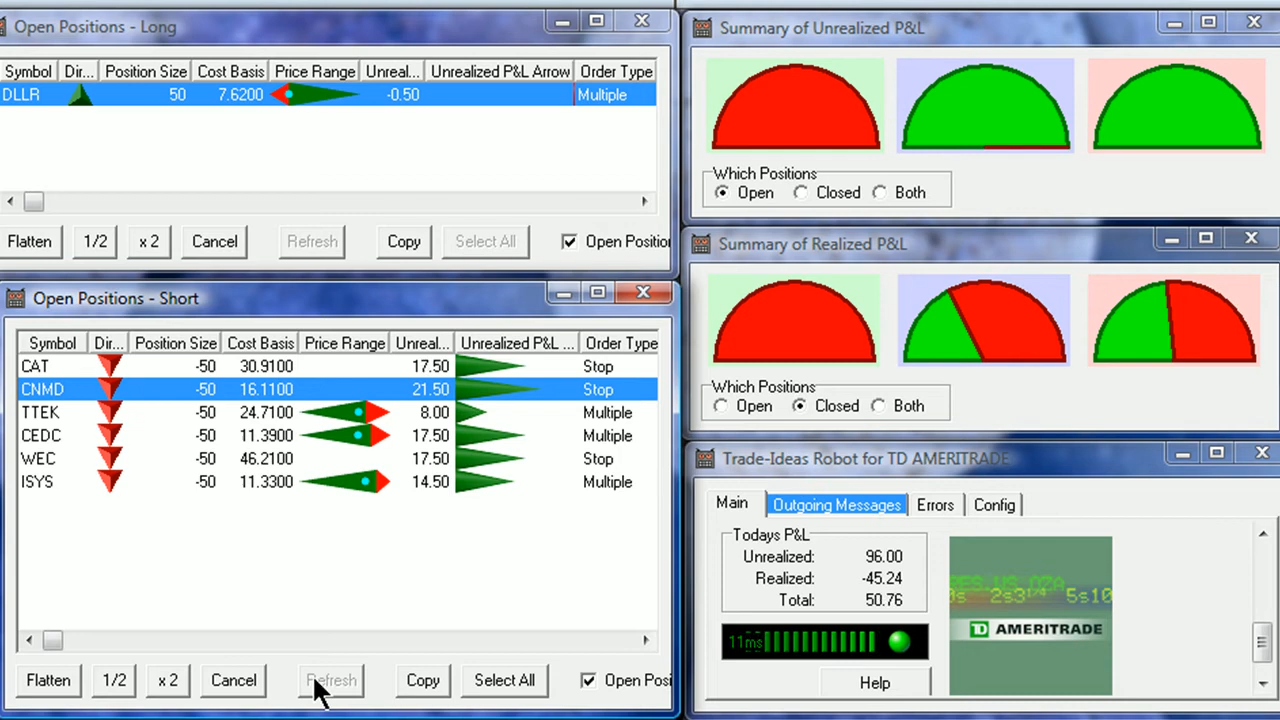 Open Positions - Long
Symbol Dir... Position Size Cost Basis Price Range Unreal... Unrealized P&L Arrow Order Type
DLLR 50 7.6200 -0.50 Multiple
Flatten 1/2 x 2 Cancel Refresh Copy Select All Open Position
Open Positions - Short
Symbol Dir... Position Size Cost Basis Price Range Unreal... Unrealized P&L ... Order Type
CAT -50 30.9100 17.50 Stop
CNMD -50 16.1100 21.50 Stop
TTEK -50 24.7100 8.00 Multiple
CEDC -50 11.3900 17.50 Multiple
WEC -50 46.2100 17.50 Stop
ISYS -50 11.3300 14.50 Multiple
Flatten 1/2 x 2 Cancel Refresh Copy Select All Open Posi
Summary of Unrealized P&L
Which Positions
Open Closed Both
Summary of Realized P&L
Which Positions
Open Closed Both
Trade-Ideas Robot for TD AMERITRADE
Main Outgoing Messages Errors Config
Todays P&L
Unrealized: 96.00
Realized: -45.24
Total: 50.76
11ms
Help
0s 2s3 1/4 5s10
TD AMERITRADE